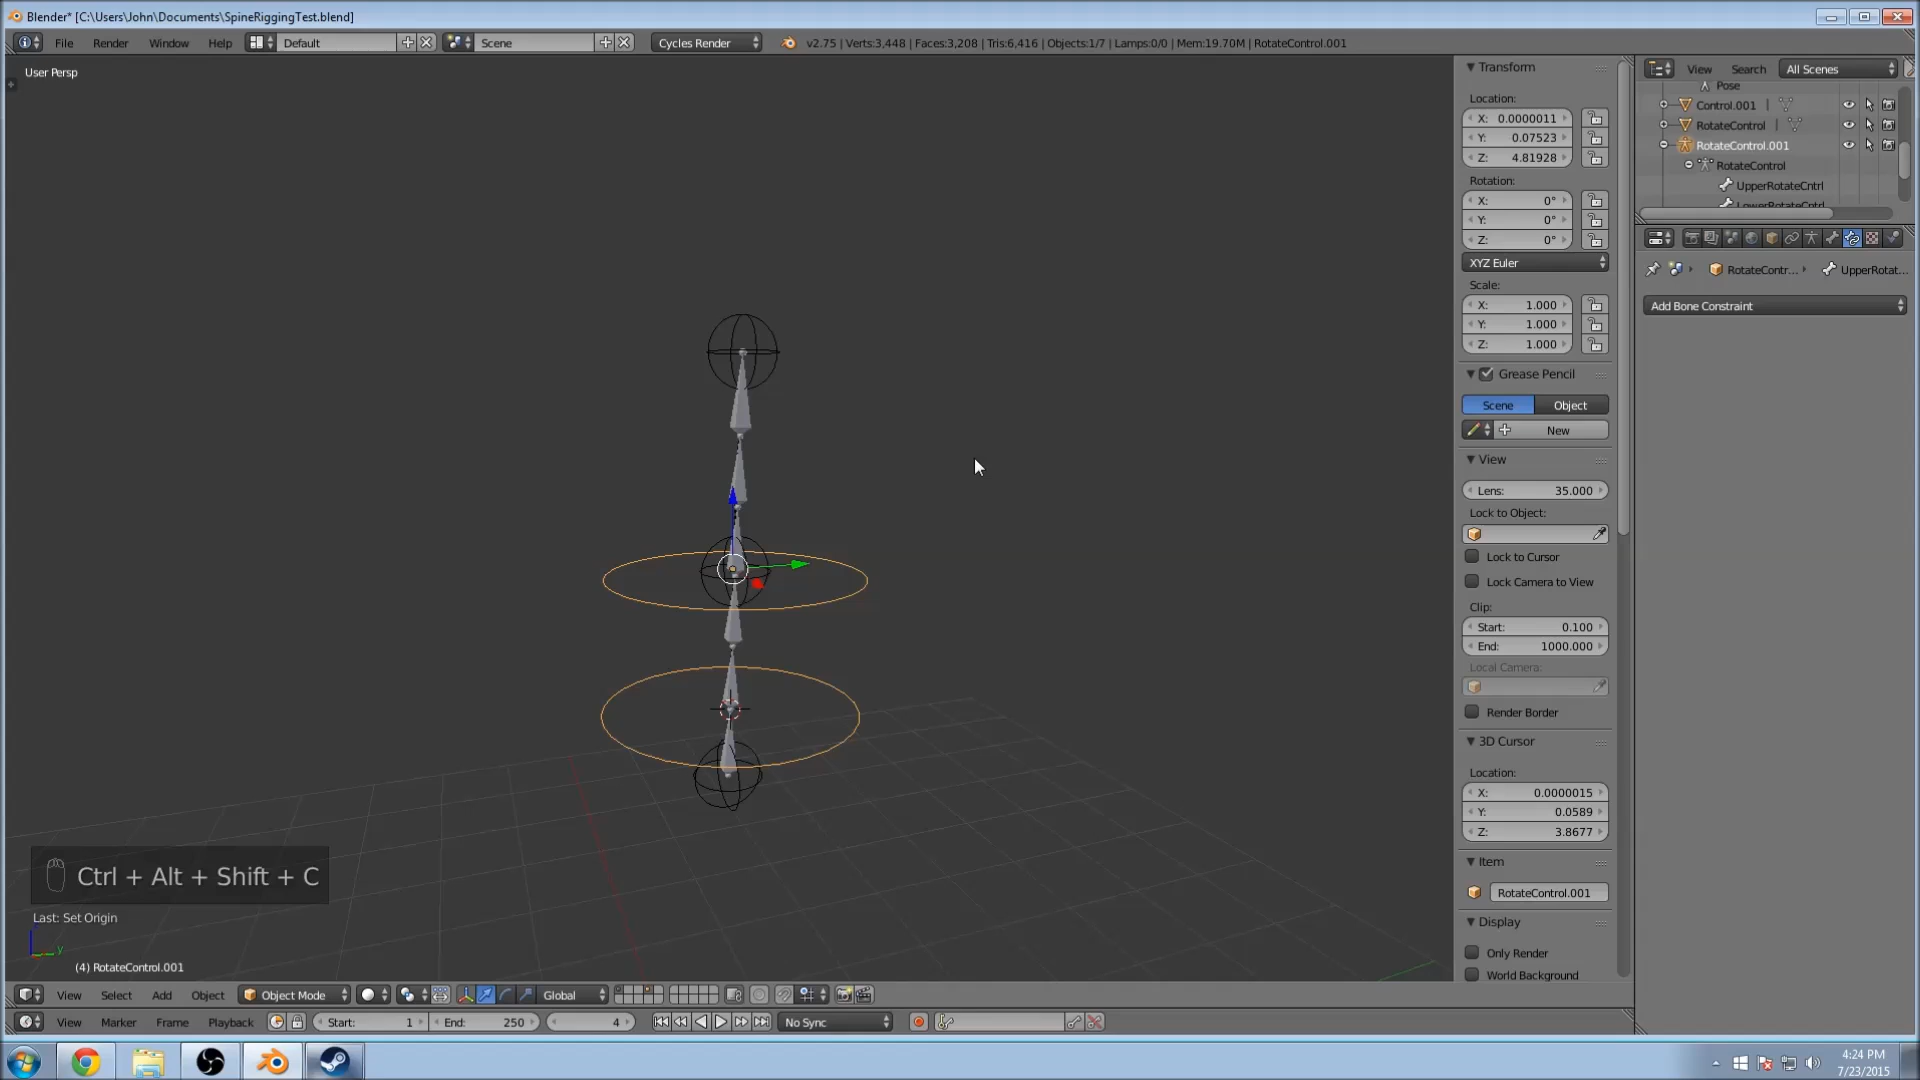 Blender* [C:\Users\John\Documents\SpineRiggingTest.blend]
File Render Window Help Default Scene Cycles Render v2.75 | Verts:3,448 | Faces:3,208 | Tris:6,416 | Objects:1/7 | Lamps:0/0 | Mem:19.70M | RotateControl.001
User Persp
Ctrl + Alt + Shift + C
Last: Set Origin
y
(4) RotateControl.001
Transform
Location:
X: 0.0000011
Y: 0.07523
Z: 4.81928
Rotation:
X: 0°
Y: 0°
Z: 0°
XYZ Euler
Scale:
X: 1.000
Y: 1.000
Z: 1.000
Grease Pencil
Scene Object
New
View
Lens: 35.000
Lock to Object:
Lock to Cursor
Lock Camera to View
Clip:
Start: 0.100
End: 1000.000
Local Camera:
Render Border
3D Cursor
Location:
X: 0.0000015
Y: 0.0589
Z: 3.8677
Item
RotateControl.001
Display
Only Render
World Background
View Search All Scenes
Pose
Control.001
RotateControl
RotateControl.001
RotateControl
UpperRotateCntrl
LowerRotateCntrl
RotateContr... UpperRotat...
Add Bone Constraint
View Select Add Object Object Mode Global
View Marker Frame Playback Start: 1 End: 250 4 No Sync
4:24 PM
7/23/2015